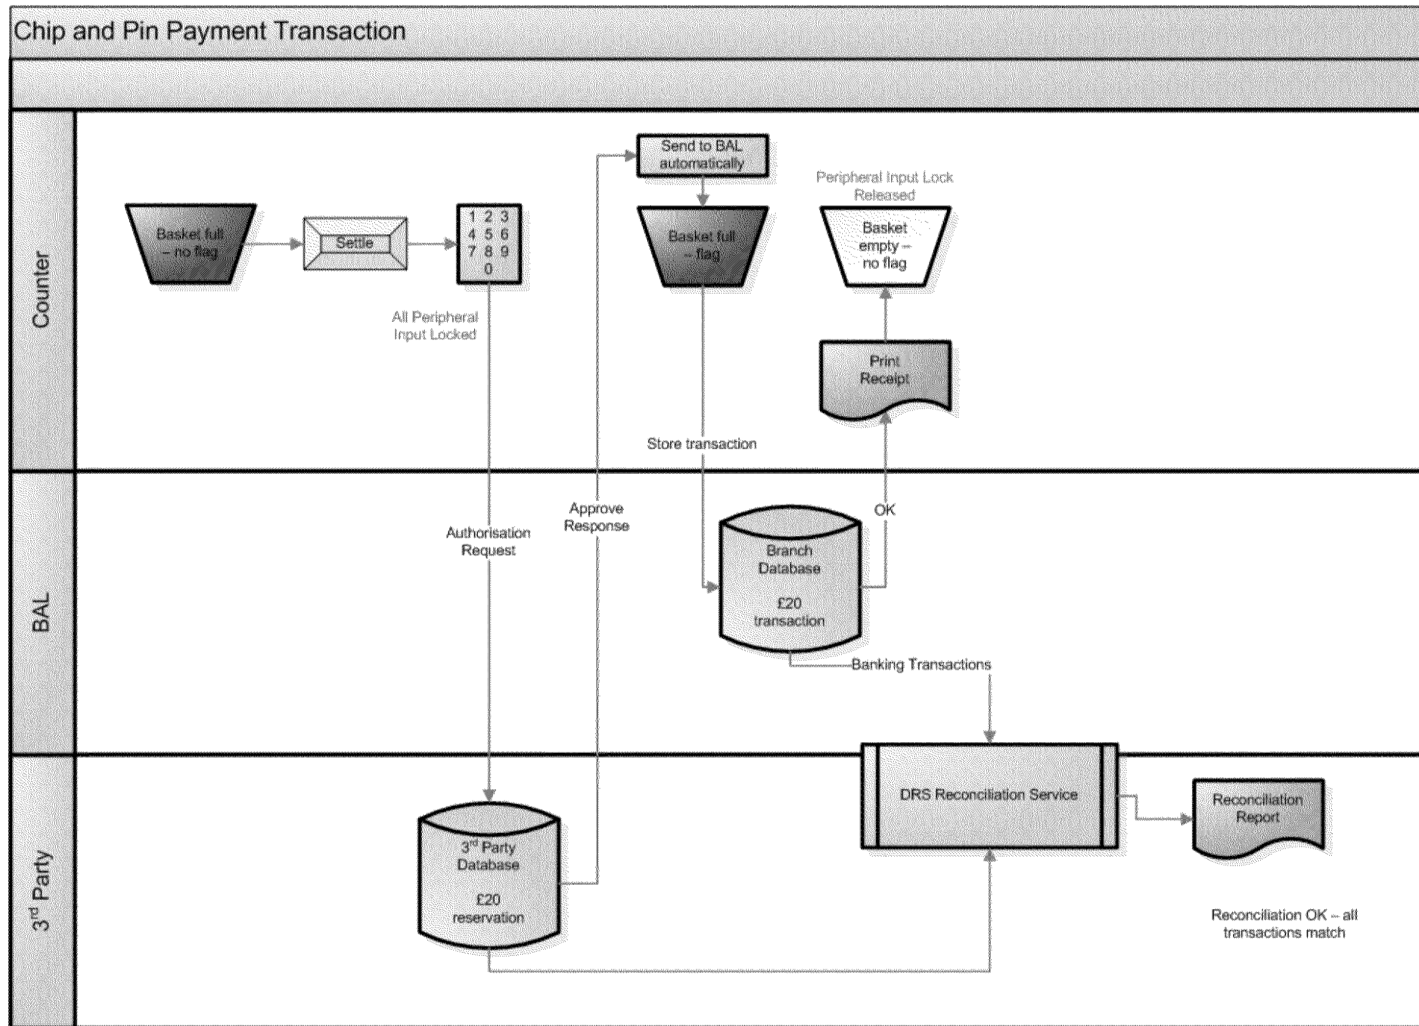 Chip and Pin Payment Transaction
Counter
Basket full
– no flag
Settle
1 2 3
4 5 6
7 8 9
0
All Peripheral
Input Locked
Send to BAL
automatically
Basket full
– flag
Peripheral Input Lock
Released
Basket
empty –
no flag
Print
Receipt
Store transaction
BAL
Authorisation
Request
Approve
Response
OK
Branch
Database
£20
transaction
Banking Transactions
3rd Party
3rd Party
Database
£20
reservation
DRS Reconciliation Service
Reconciliation
Report
Reconciliation OK – all
transactions match